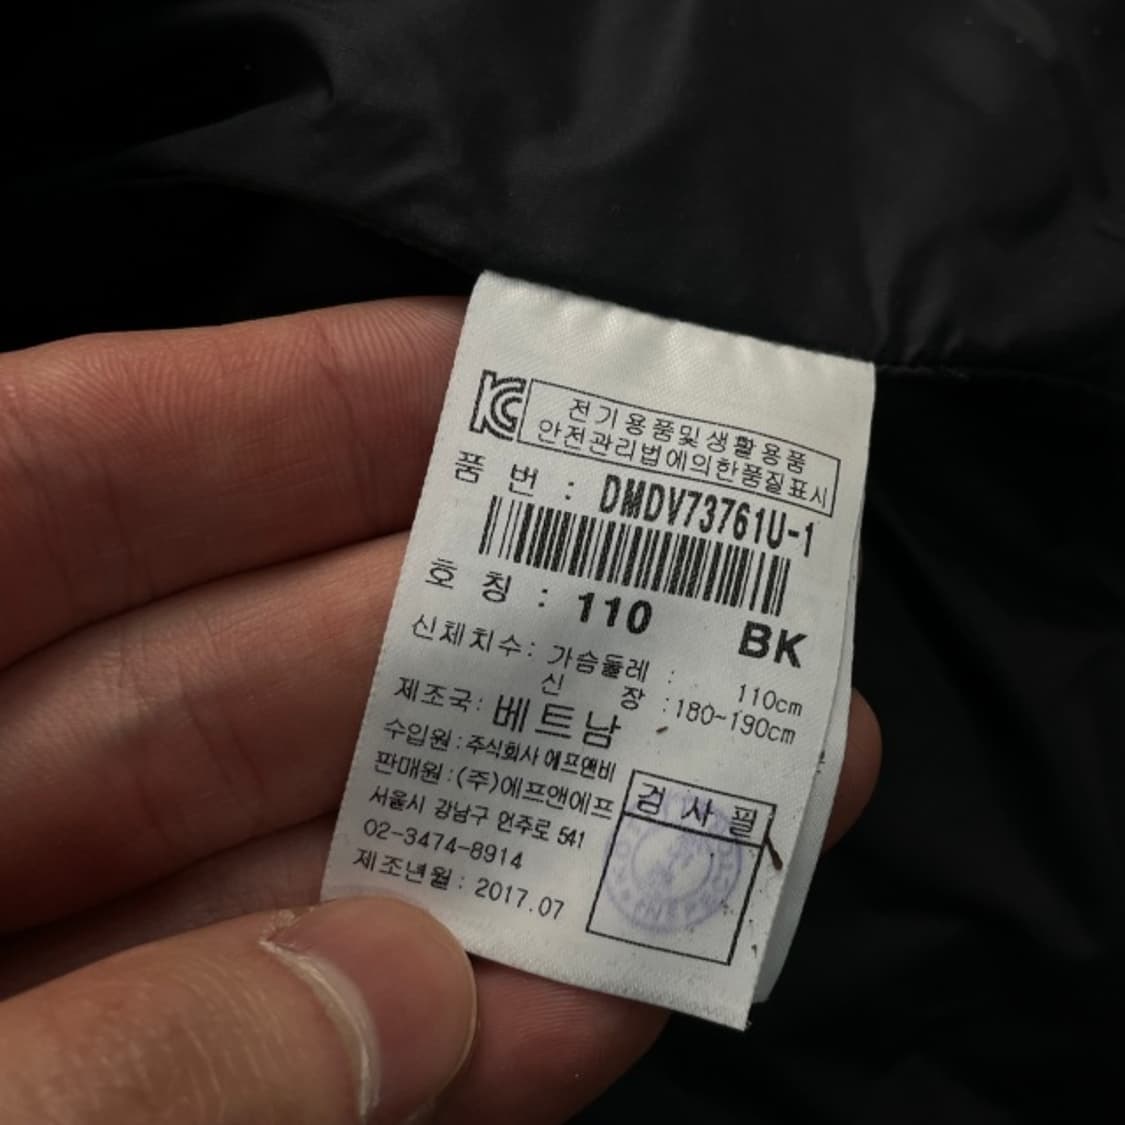 전기용품및생활용품
안전관리법에의한품질표시
품 번 : DMDV73761U-1
호 칭 : 110 BK
신체치수: 가슴둘레 : 110cm
신 장 :180~190cm
제조국: 베트남
수입원 : 주식회사 에프앤비
판매원 : (주)에프앤에프
서울시 강남구 언주로 541
02-3474-8914
제조년월 : 2017.07
검 사 필